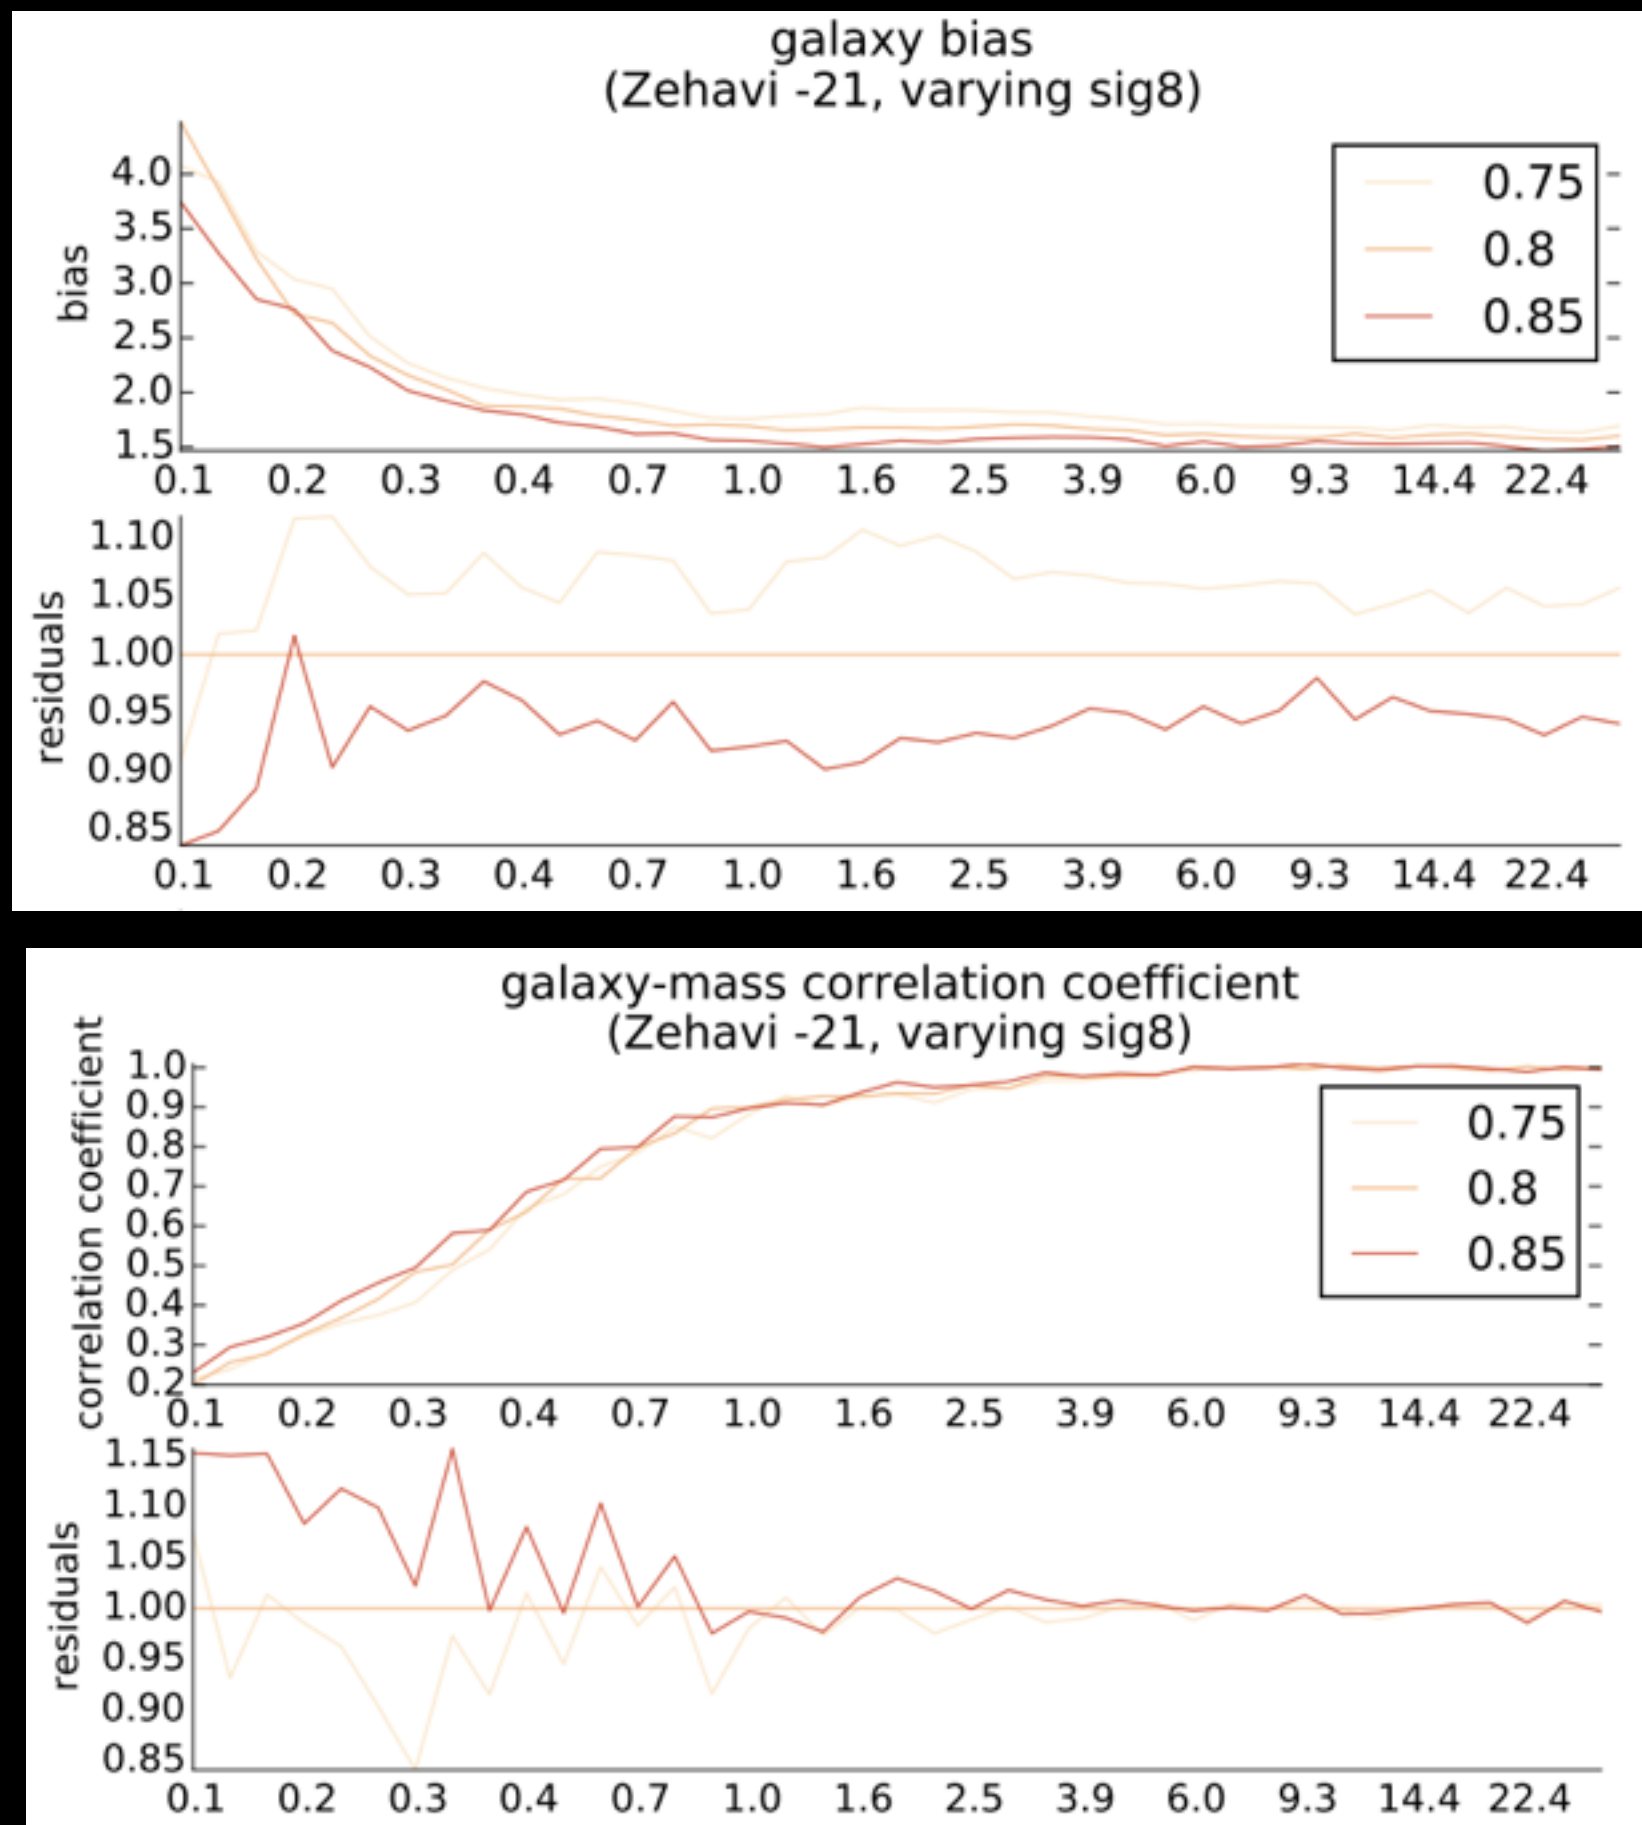 galaxy bias
(Zehavi -21, varying sig8)
bias
4.0
3.5
3.0
2.5
2.0
1.5
0.75
0.8
0.85
0.1 0.2 0.3 0.4 0.7 1.0 1.6 2.5 3.9 6.0 9.3 14.4 22.4
residuals
1.10
1.05
1.00
0.95
0.90
0.85
0.1 0.2 0.3 0.4 0.7 1.0 1.6 2.5 3.9 6.0 9.3 14.4 22.4
galaxy-mass correlation coefficient
(Zehavi -21, varying sig8)
correlation coefficient
1.0
0.9
0.8
0.7
0.6
0.5
0.4
0.3
0.2
0.75
0.8
0.85
0.1 0.2 0.3 0.4 0.7 1.0 1.6 2.5 3.9 6.0 9.3 14.4 22.4
residuals
1.15
1.10
1.05
1.00
0.95
0.90
0.85
0.1 0.2 0.3 0.4 0.7 1.0 1.6 2.5 3.9 6.0 9.3 14.4 22.4